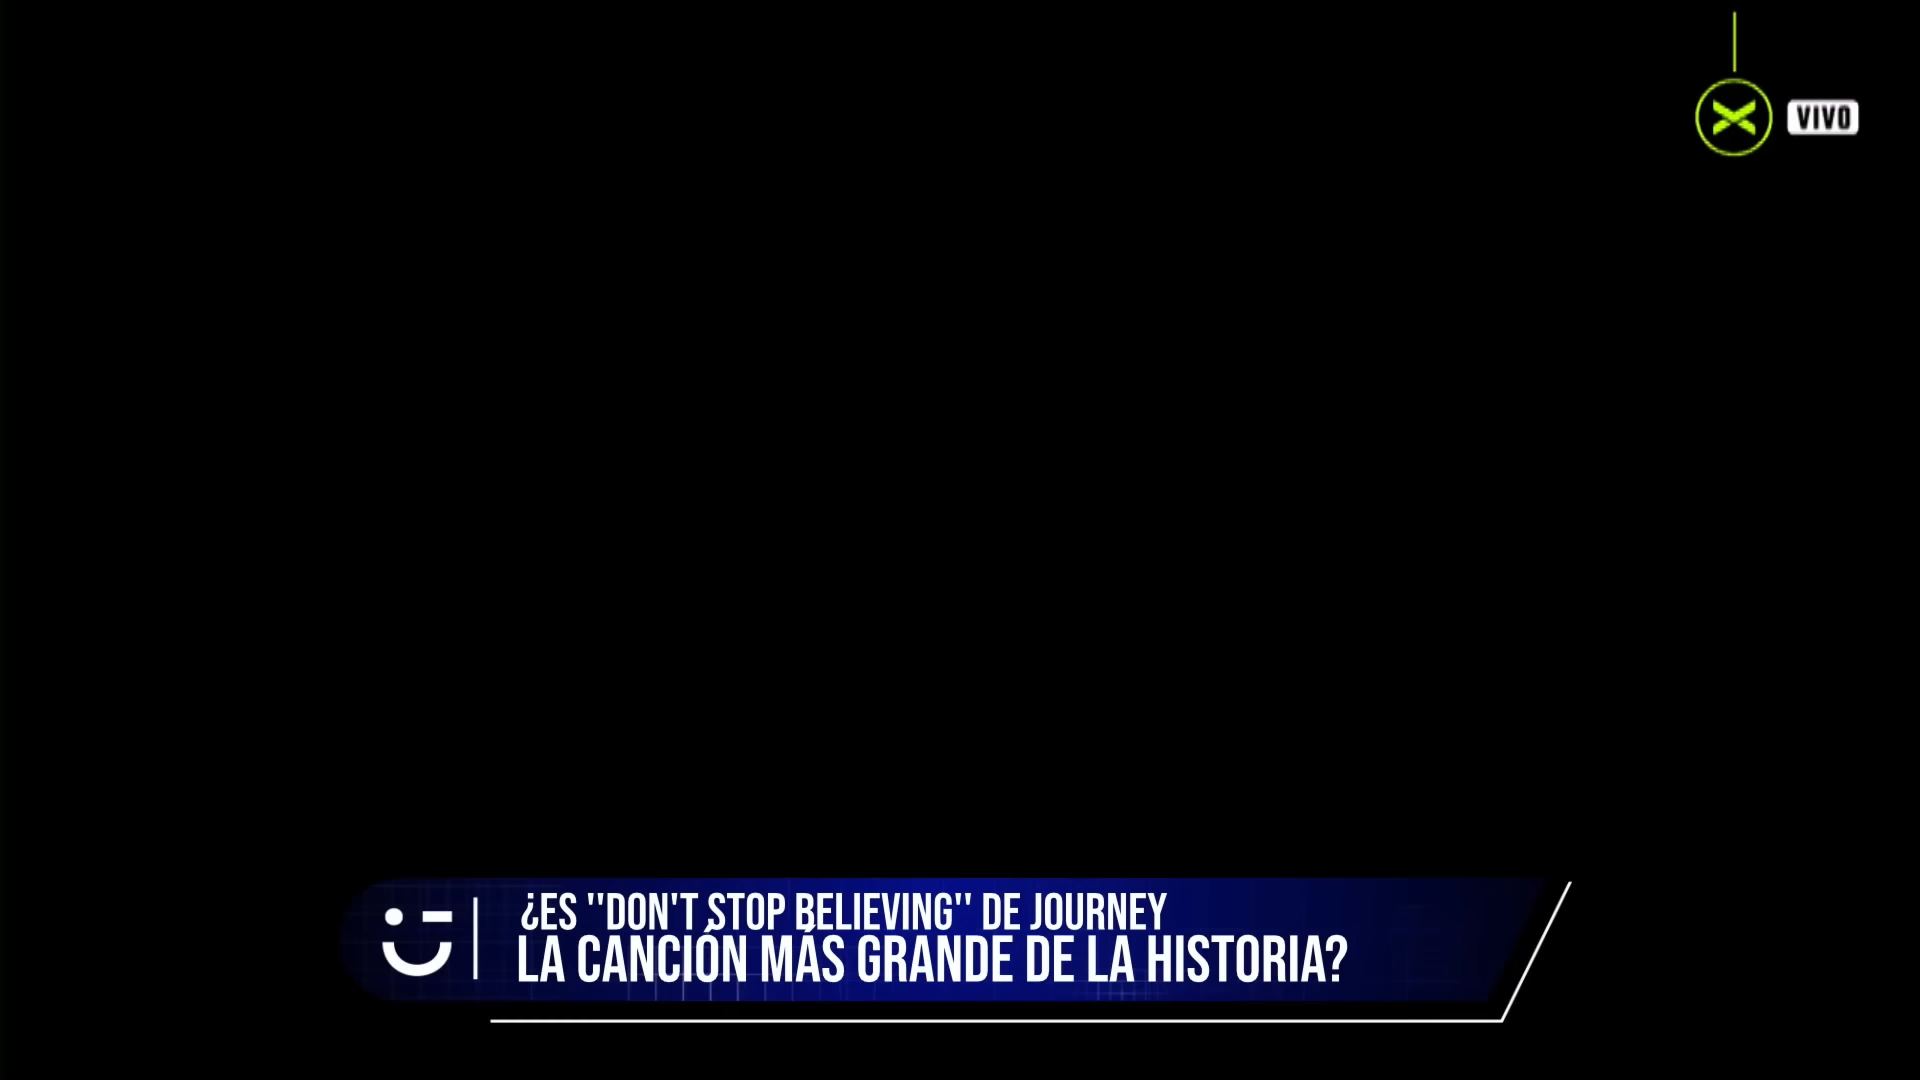 VIVO
¿ES "DON'T STOP BELIEVING" DE JOURNEY
LA CANCIÓN MÁS GRANDE DE LA HISTORIA?